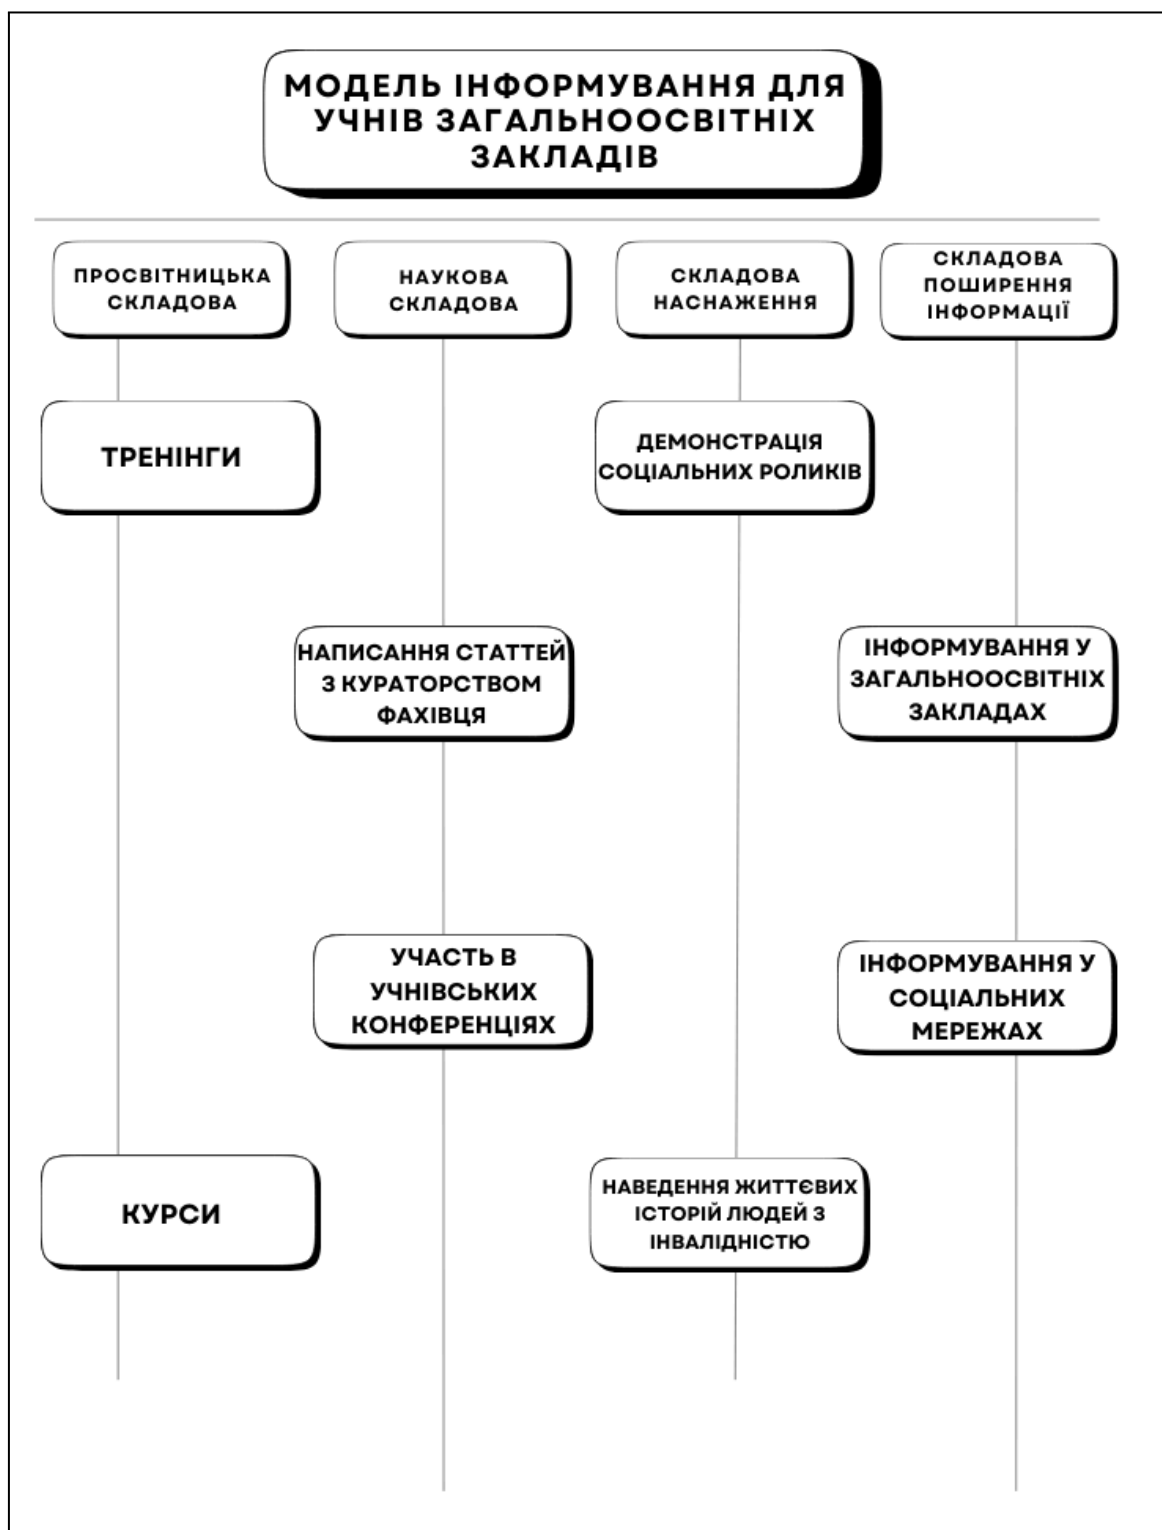 МОДЕЛЬ ІНФОРМУВАННЯ ДЛЯ
УЧНІВ ЗАГАЛЬНООСВІТНІХ
ЗАКЛАДІВ
ПРОСВІТНИЦЬКА
СКЛАДОВА
НАУКОВА
СКЛАДОВА
СКЛАДОВА
НАСНАЖЕННЯ
СКЛАДОВА
ПОШИРЕННЯ
ІНФОРМАЦІЇ
ТРЕНІНГИ
ДЕМОНСТРАЦІЯ
СОЦІАЛЬНИХ РОЛИКІВ
НАПИСАННЯ СТАТТЕЙ
З КУРАТОРСТВОМ
ФАХІВЦЯ
ІНФОРМУВАННЯ У
ЗАГАЛЬНООСВІТНІХ
ЗАКЛАДАХ
УЧАСТЬ В
УЧНІВСЬКИХ
КОНФЕРЕНЦІЯХ
ІНФОРМУВАННЯ У
СОЦІАЛЬНИХ
МЕРЕЖАХ
КУРСИ
НАВЕДЕННЯ ЖИТТЄВИХ
ІСТОРІЙ ЛЮДЕЙ З
ІНВАЛІДНІСТЮ